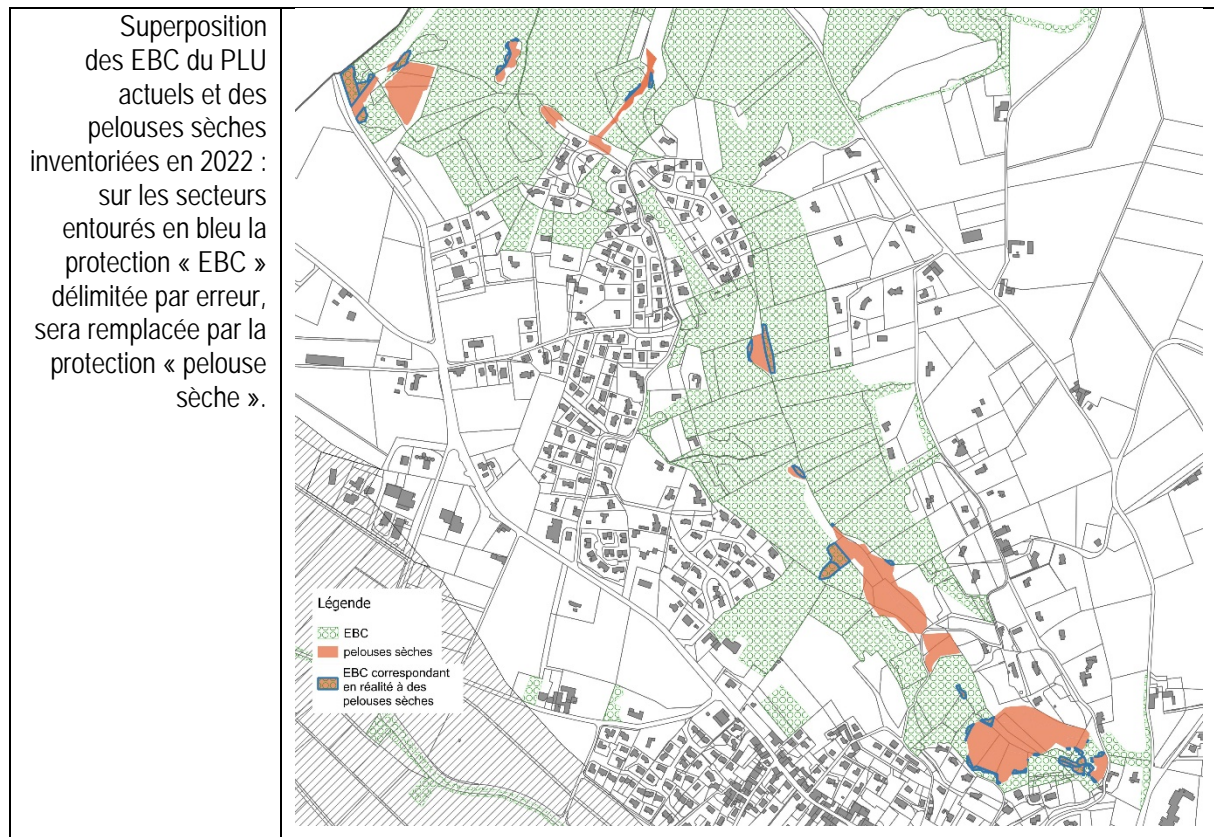 Superposition
des EBC du PLU
actuels et des
pelouses sèches
inventoriées en 2022 :
sur les secteurs
entourés en bleu la
protection « EBC »
délimitée par erreur,
sera remplacée par la
protection « pelouse
sèche ».
Légende
EBC
pelouses sèches
EBC correspondant
en réalité à des
pelouses sèches